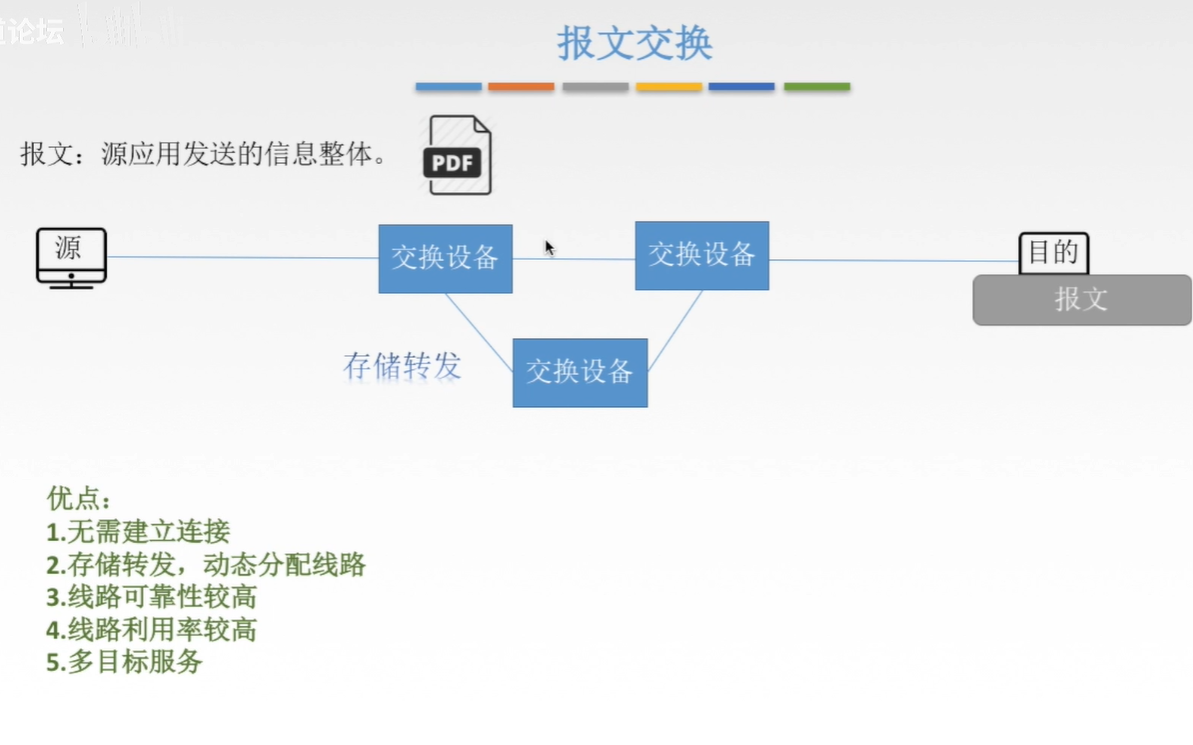 论坛
报文交换
报文：源应用发送的信息整体。
PDF
源
交换设备
交换设备
目的
报文
存储转发
交换设备
优点：
1.无需建立连接
2.存储转发，动态分配线路
3.线路可靠性较高
4.线路利用率较高
5.多目标服务